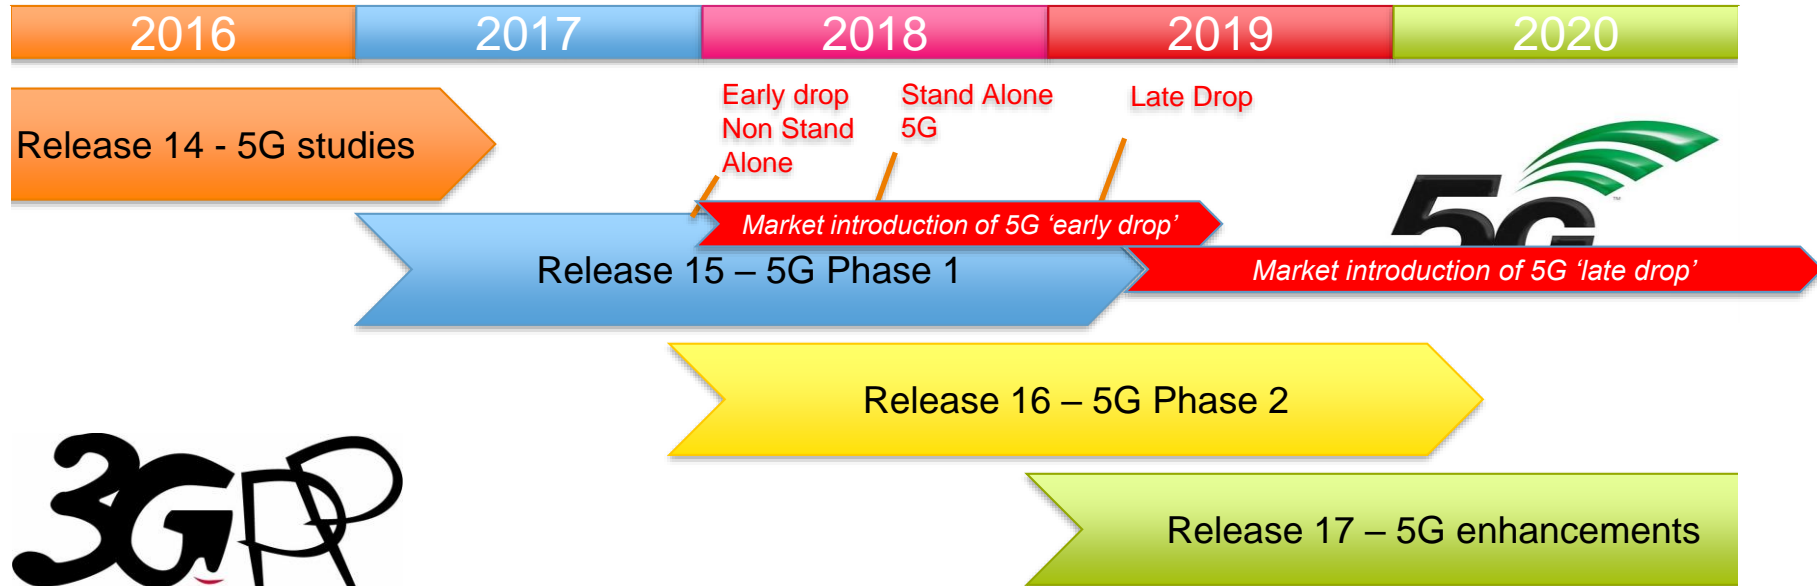 2016 2017 2018 2019 2020
Early drop
Non Stand
Alone
Stand Alone
5G
Late Drop
Release 14 - 5G studies
5G
™
Market introduction of 5G ‘early drop’
Release 15 – 5G Phase 1
Market introduction of 5G ‘late drop’
Release 16 – 5G Phase 2
3GPP
Release 17 – 5G enhancements